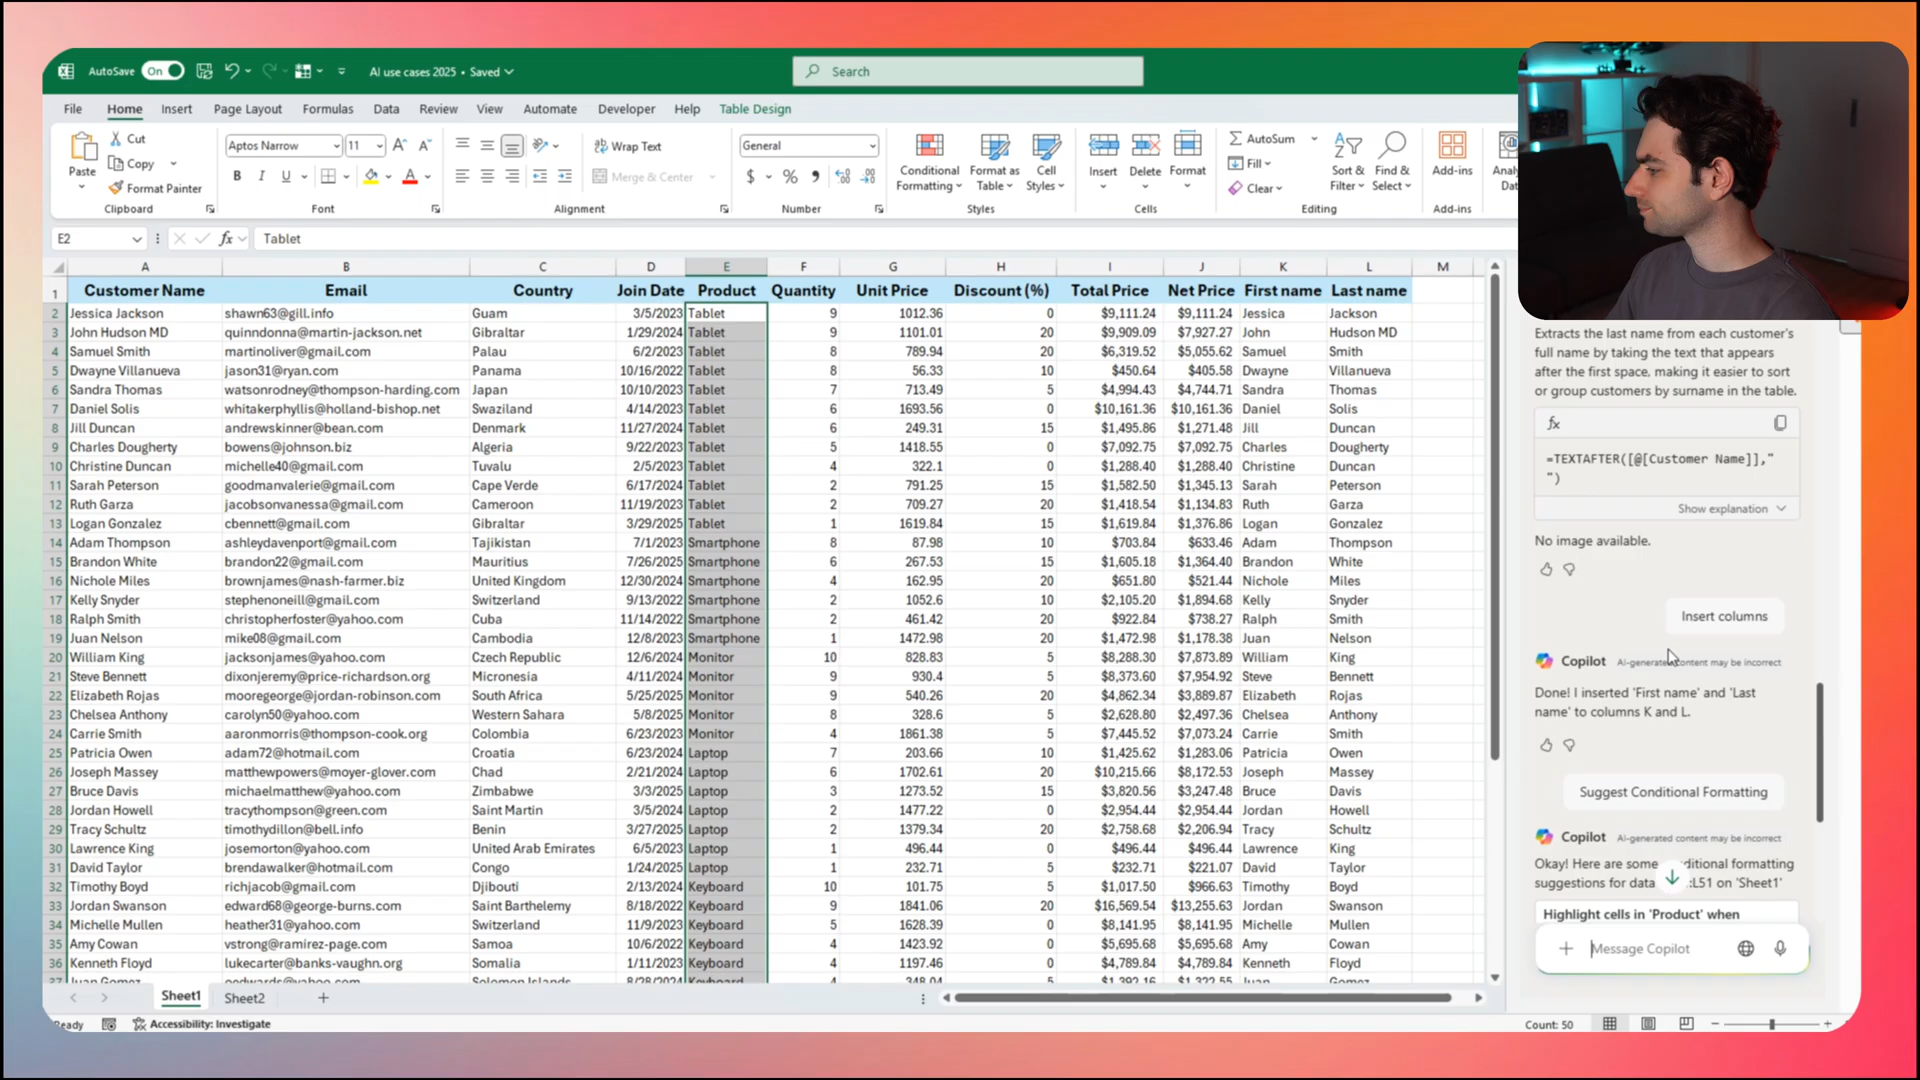 AutoSave On AI use cases 2025 • Saved Search
File Home Insert Page Layout Formulas Data Review View Automate Developer Help Table Design
Paste Cut Copy Format Painter Clipboard
Aptos Narrow 11 B I U A Font
Wrap Text Merge & Center Alignment
General $ % , Number
Conditional Formatting Format as Table Cell Styles Styles
Insert Delete Format Cells
AutoSum Fill Clear Sort & Filter Find & Select Editing
Add-ins Add-ins
E2 fx Tablet
A B C D E F G H I J K L M
1 Customer Name Email Country Join Date Product Quantity Unit Price Discount (%) Total Price Net Price First name Last name
2 Jessica Jackson shawn63@gill.info Guam 3/5/2023 Tablet 9 1012.36 0 $9,111.24 $9,111.24 Jessica Jackson
3 John Hudson MD quinndonna@martin-jackson.net Gibraltar 1/29/2024 Tablet 9 1101.01 20 $9,909.09 $7,927.27 John Hudson MD
4 Samuel Smith martinoliver@gmail.com Palau 6/2/2023 Tablet 8 789.94 20 $6,319.52 $5,055.62 Samuel Smith
5 Dwayne Villanueva jason31@ryan.com Panama 10/16/2022 Tablet 8 56.33 10 $450.64 $405.58 Dwayne Villanueva
6 Sandra Thomas watsonrodney@thompson-harding.com Japan 10/10/2023 Tablet 7 713.49 5 $4,994.43 $4,744.71 Sandra Thomas
7 Daniel Solis whitakerphyllis@holland-bishop.net Swaziland 4/14/2023 Tablet 6 1693.56 0 $10,161.36 $10,161.36 Daniel Solis
8 Jill Duncan andrewskinner@bean.com Denmark 11/27/2024 Tablet 6 249.31 15 $1,495.86 $1,271.48 Jill Duncan
9 Charles Dougherty bowens@johnson.biz Algeria 9/22/2023 Tablet 5 1418.55 0 $7,092.75 $7,092.75 Charles Dougherty
10 Christine Duncan michelle40@gmail.com Tuvalu 2/5/2023 Tablet 4 322.1 0 $1,288.40 $1,288.40 Christine Duncan
11 Sarah Peterson goodmanvalerie@gmail.com Cape Verde 6/17/2024 Tablet 2 791.25 15 $1,582.50 $1,345.13 Sarah Peterson
12 Ruth Garza jacobsonvanessa@gmail.com Cameroon 11/19/2023 Tablet 2 709.27 20 $1,418.54 $1,134.83 Ruth Garza
13 Logan Gonzalez cbennett@gmail.com Gibraltar 3/29/2025 Tablet 1 1619.84 15 $1,619.84 $1,376.86 Logan Gonzalez
14 Adam Thompson ashleydavenport@gmail.com Tajikistan 7/1/2023 Smartphone 8 87.98 10 $703.84 $633.46 Adam Thompson
15 Brandon White brandon22@gmail.com Mauritius 7/26/2025 Smartphone 6 267.53 15 $1,605.18 $1,364.40 Brandon White
16 Nichole Miles brownjames@nash-farmer.biz United Kingdom 12/30/2024 Smartphone 4 162.95 20 $651.80 $521.44 Nichole Miles
17 Kelly Snyder stephenoneill@gmail.com Switzerland 9/13/2022 Smartphone 2 1052.6 10 $2,105.20 $1,894.68 Kelly Snyder
18 Ralph Smith christopherfoster@yahoo.com Cuba 11/14/2022 Smartphone 2 461.42 20 $922.84 $738.27 Ralph Smith
19 Juan Nelson mike08@gmail.com Cambodia 12/8/2023 Smartphone 1 1472.98 20 $1,472.98 $1,178.38 Juan Nelson
20 William King jacksonjames@yahoo.com Czech Republic 12/6/2024 Monitor 10 828.83 5 $8,288.30 $7,873.89 William King
21 Steve Bennett dixonjeremy@price-richardson.org Micronesia 4/11/2024 Monitor 9 930.4 5 $8,373.60 $7,954.92 Steve Bennett
22 Elizabeth Rojas mooregeorge@jordan-robinson.com South Africa 5/25/2025 Monitor 9 540.26 20 $4,862.34 $3,889.87 Elizabeth Rojas
23 Chelsea Anthony carolyn50@yahoo.com Western Sahara 5/8/2025 Monitor 8 328.6 5 $2,628.80 $2,497.36 Chelsea Anthony
24 Carrie Smith aaronmorris@thompson-cook.org Colombia 6/23/2023 Monitor 4 1861.38 5 $7,445.52 $7,073.24 Carrie Smith
25 Patricia Owen adam72@hotmail.com Croatia 6/23/2024 Laptop 7 203.66 10 $1,425.62 $1,283.06 Patricia Owen
26 Joseph Massey matthewpowers@moyer-glover.com Chad 2/21/2024 Laptop 6 1702.61 20 $10,215.66 $8,172.53 Joseph Massey
27 Bruce Davis michaelmatthew@yahoo.com Zimbabwe 3/3/2025 Laptop 3 1273.52 15 $3,820.56 $3,247.48 Bruce Davis
28 Jordan Howell tracythompson@green.com Saint Martin 3/5/2024 Laptop 2 1477.22 0 $2,954.44 $2,954.44 Jordan Howell
29 Tracy Schultz timothydillon@bell.info Benin 3/27/2025 Laptop 2 1379.34 20 $2,758.68 $2,206.94 Tracy Schultz
30 Lawrence King josemorton@yahoo.com United Arab Emirates 6/5/2023 Laptop 1 496.44 0 $496.44 $496.44 Lawrence King
31 David Taylor brendawalker@hotmail.com Congo 1/24/2025 Laptop 1 232.71 5 $232.71 $221.07 David Taylor
32 Timothy Boyd richjacob@gmail.com Djibouti 2/13/2024 Keyboard 10 101.75 5 $1,017.50 $966.63 Timothy Boyd
33 Jordan Swanson edward68@george-burns.com Saint Barthelemy 8/18/2022 Keyboard 9 1841.06 20 $16,569.54 $13,255.63 Jordan Swanson
34 Michelle Mullen heather31@yahoo.com Switzerland 11/9/2023 Keyboard 5 1628.39 0 $8,141.95 $8,141.95 Michelle Mullen
35 Amy Cowan vstrong@ramirez-page.com Samoa 10/6/2022 Keyboard 4 1423.92 0 $5,695.68 $5,695.68 Amy Cowan
36 Kenneth Floyd lukecarter@banks-vaughn.org Somalia 1/11/2023 Keyboard 4 1197.46 0 $4,789.84 $4,789.84 Kenneth Floyd
Sheet1 Sheet2
Accessibility: Investigate
Count: 50
Extracts the last name from each customer's
full name by taking the text that appears
after the first space, making it easier to sort
or group customers by surname in the table.
fx
=TEXTAFTER([@[Customer Name]],"
")
Show explanation
No image available.
Insert columns
Copilot AI-generated content may be incorrect
Done! I inserted 'First name' and 'Last
name' to columns K and L.
Suggest Conditional Formatting
Copilot AI-generated content may be incorrect
Okay! Here are some conditional formatting
suggestions for data :L51 on 'Sheet1'
Highlight cells in 'Product' when
Message Copilot